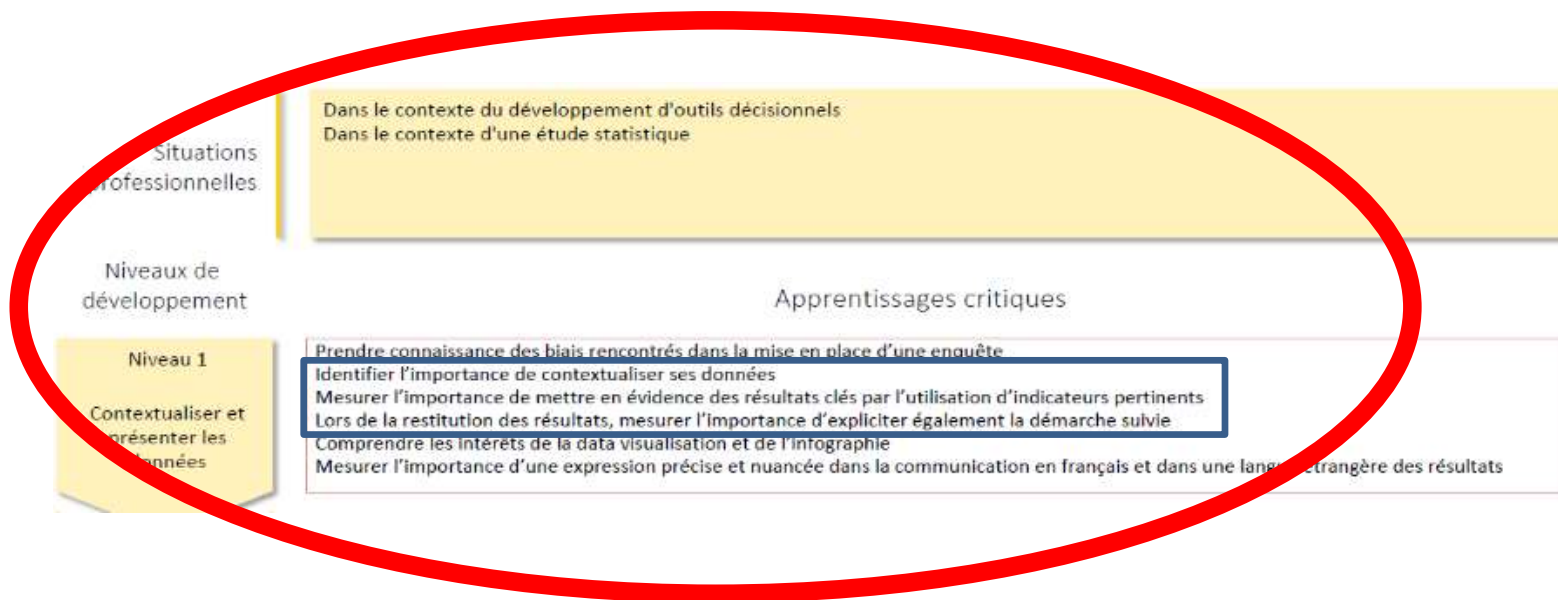 Dans le contexte du développement d'outils décisionnels
Dans le contexte d'une étude statistique
Situations
professionnelles
Niveaux de
développement
Apprentissages critiques
Niveau 1
Contextualiser et
présenter les
données
Prendre connaissance des biais rencontrés dans la mise en place d'une enquête
Identifier l'importance de contextualiser ses données
Mesurer l'importance de mettre en évidence des résultats clés par l'utilisation d'indicateurs pertinents
Lors de la restitution des résultats, mesurer l'importance d'expliciter également la démarche suivie
Comprendre les intérêts de la data visualisation et de l'infographie
Mesurer l'importance d'une expression précise et nuancée dans la communication en français et dans une langue étrangère des résultats